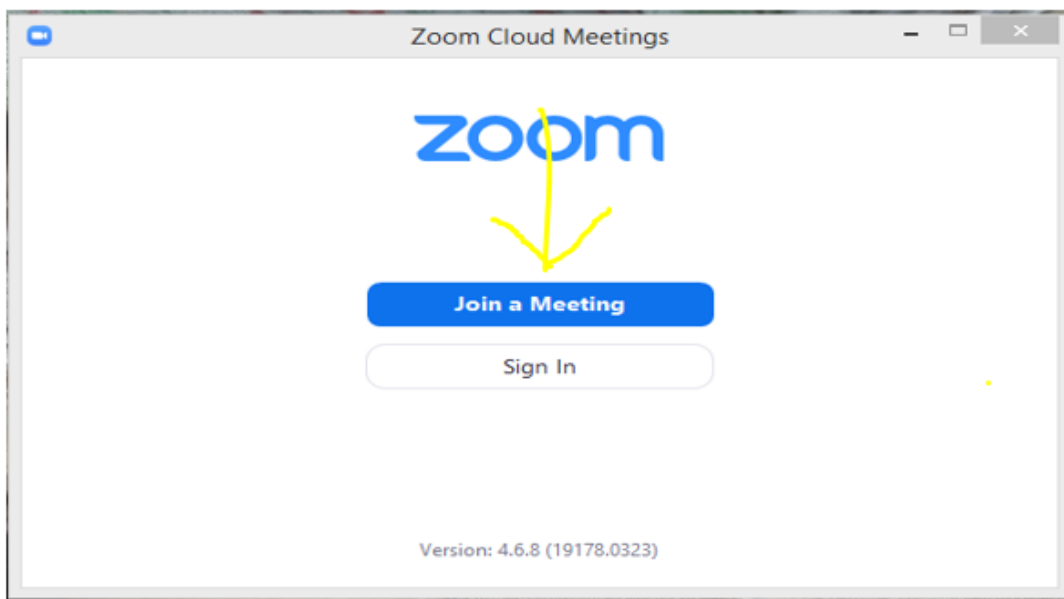 Zoom Cloud Meetings
zoom
Join a Meeting
Sign In
Version: 4.6.8 (19178.0323)